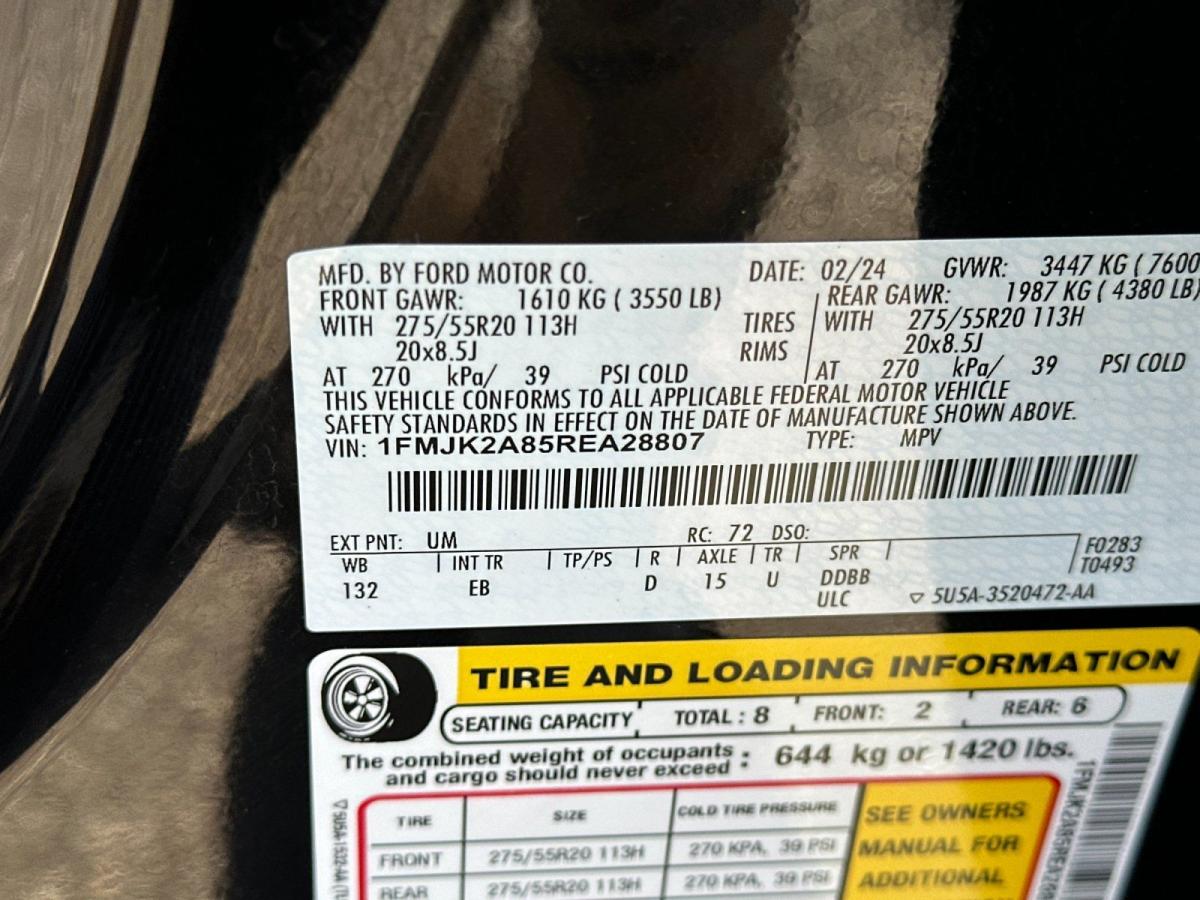 MFD. BY FORD MOTOR CO. DATE: 02/24 GVWR: 3447 KG ( 7600
FRONT GAWR: 1610 KG ( 3550 LB) REAR GAWR: 1987 KG ( 4380 LB)
WITH 275/55R20 113H TIRES WITH 275/55R20 113H
20x8.5J RIMS 20x8.5J
AT 270 kPa/ 39 PSI COLD AT 270 kPa/ 39 PSI COLD
THIS VEHICLE CONFORMS TO ALL APPLICABLE FEDERAL MOTOR VEHICLE
SAFETY STANDARDS IN EFFECT ON THE DATE OF MANUFACTURE SHOWN ABOVE.
VIN: 1FMJK2A85REA28807 TYPE: MPV
EXT PNT: UM RC: 72 DSO:
WB INT TR TP/PS R AXLE TR SPR F0283
132 EB D 15 U DDBB T0493
ULC ▽ 5U5A-3520472-AA
TIRE AND LOADING INFORMATION
SEATING CAPACITY TOTAL : 8 FRONT: 2 REAR: 6
The combined weight of occupants and cargo should never exceed : 644 kg or 1420 lbs.
TIRE SIZE COLD TIRE PRESSURE
FRONT 275/55R20 113H 270 KPA, 39 PSI
REAR 275/55R20 113H 270 KPA, 39 PSI
SEE OWNERS
MANUAL FOR
ADDITIONAL